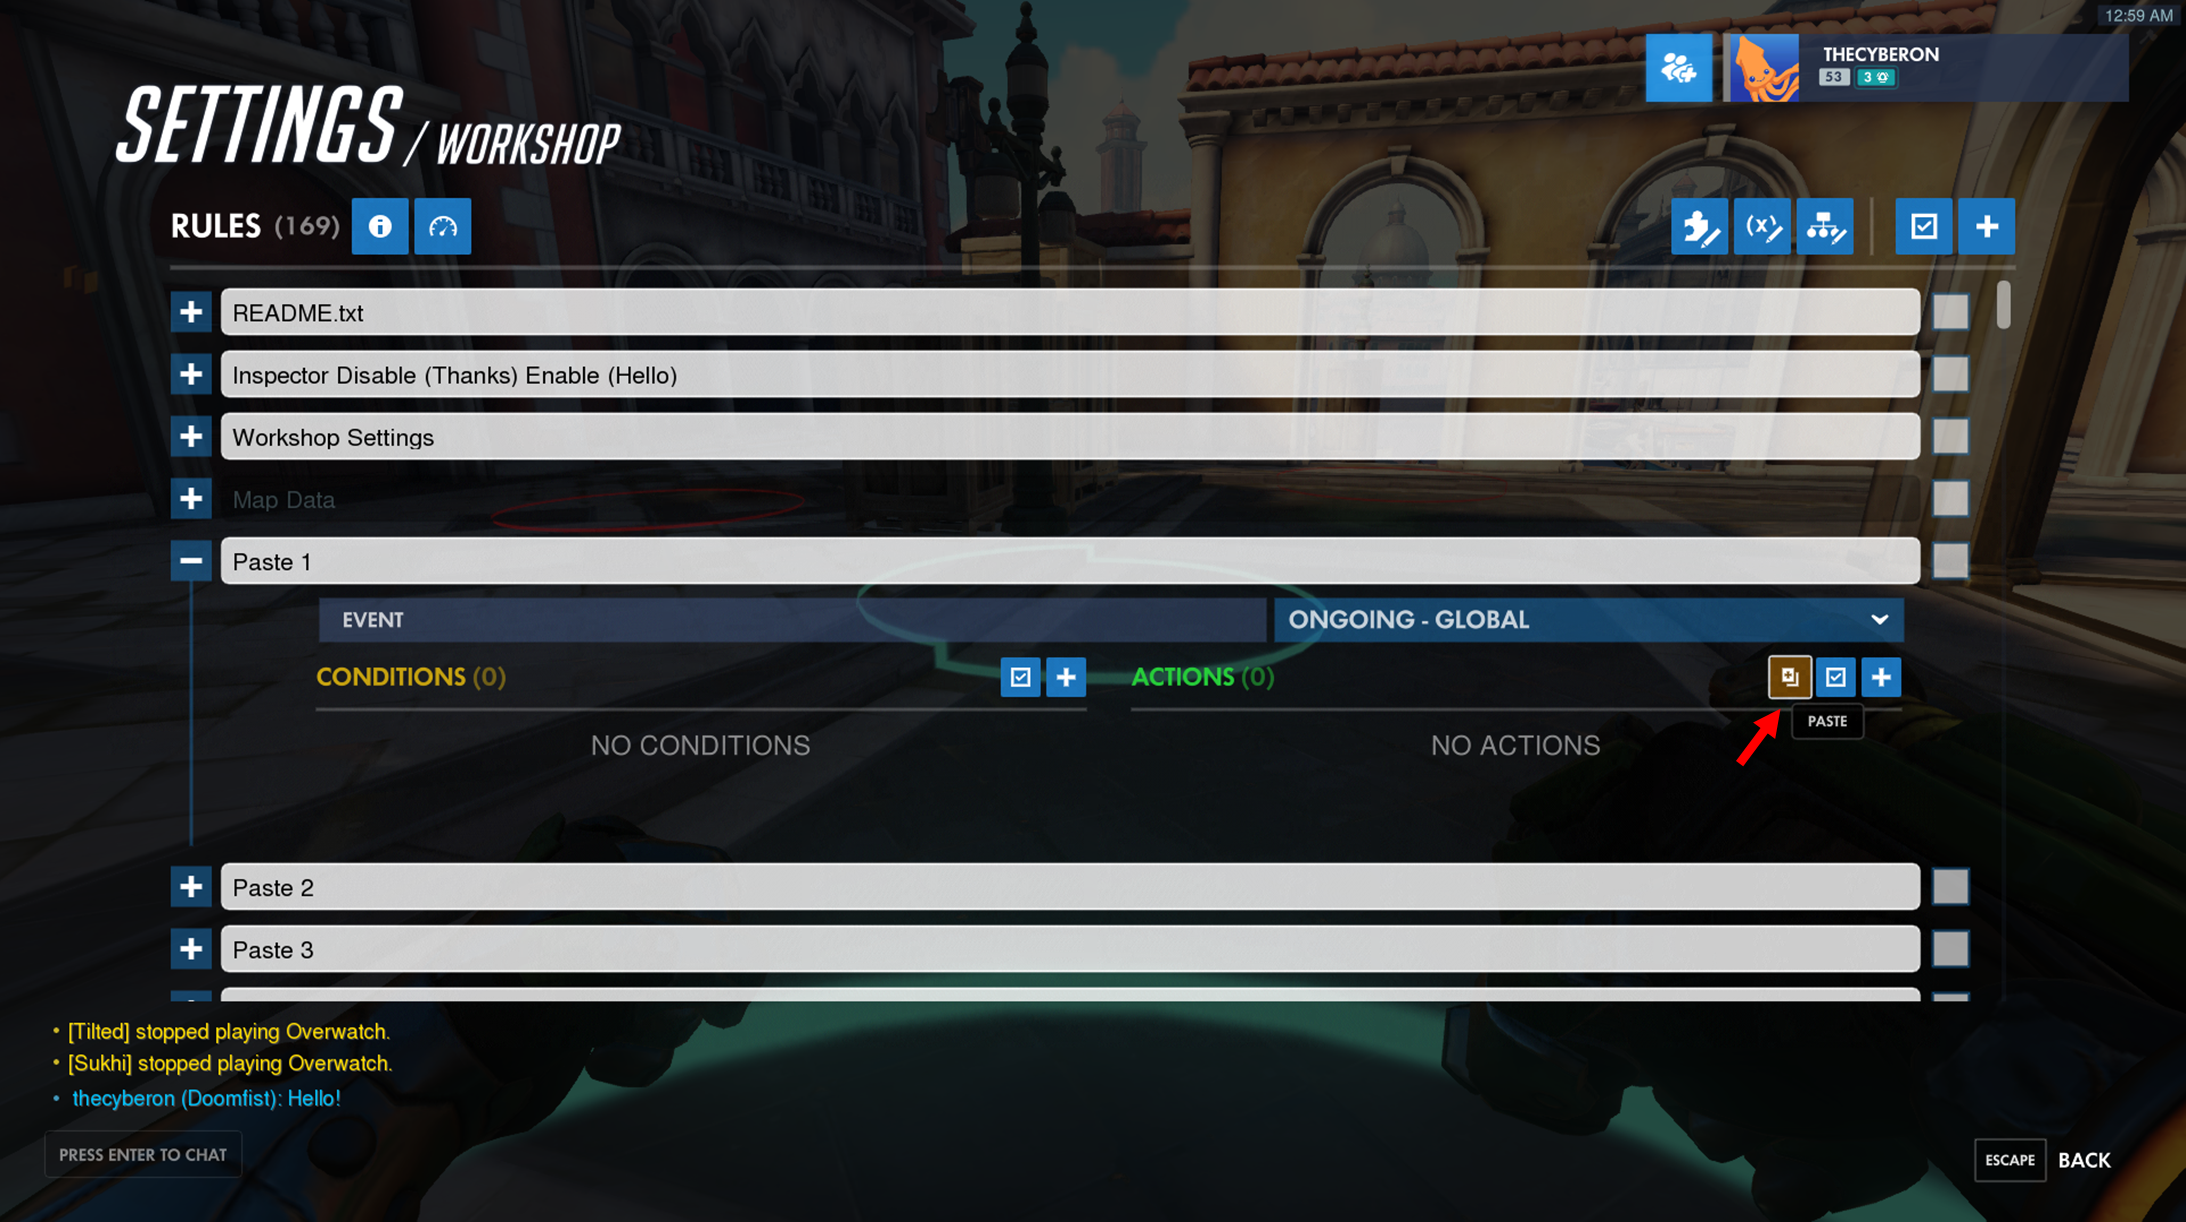 12:59 AM
THECYBERON
53 3
SETTINGS / WORKSHOP
RULES (169)
README.txt
Inspector Disable (Thanks) Enable (Hello)
Workshop Settings
Map Data
Paste 1
EVENT
ONGOING - GLOBAL
CONDITIONS (0)
ACTIONS (0)
PASTE
NO CONDITIONS
NO ACTIONS
Paste 2
Paste 3
• [Tilted] stopped playing Overwatch.
• [Sukhi] stopped playing Overwatch.
• thecyberon (Doomfist): Hello!
PRESS ENTER TO CHAT
ESCAPE BACK